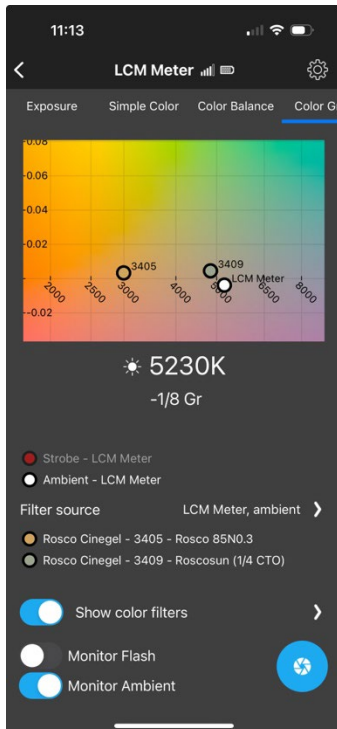 11:13
LCM Meter
Exposure Simple Color Color Balance Color Gr
-0.08
-0.06
-0.04
-0.02
3405 3409
LCM Meter
2000 2500 3000 4000 5000 6500 8000
--0.02
5230K
-1/8 Gr
Strobe - LCM Meter
Ambient - LCM Meter
Filter source LCM Meter, ambient
Rosco Cinegel - 3405 - Rosco 85N0.3
Rosco Cinegel - 3409 - Roscosun (1/4 CTO)
Show color filters
Monitor Flash
Monitor Ambient